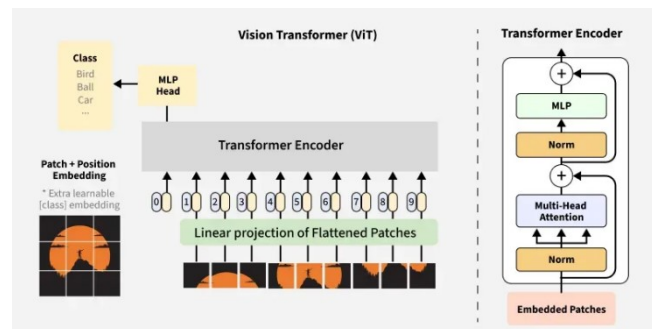 Vision Transformer (ViT)
Class
Bird
Ball
Car
...
MLP
Head
Transformer Encoder
Patch + Position
Embedding
* Extra learnable
[class] embedding
0 1 2 3 4 5 6 7 8 9
Linear projection of Flattened Patches
Transformer Encoder
+
MLP
Norm
+
Multi-Head
Attention
Norm
Embedded Patches